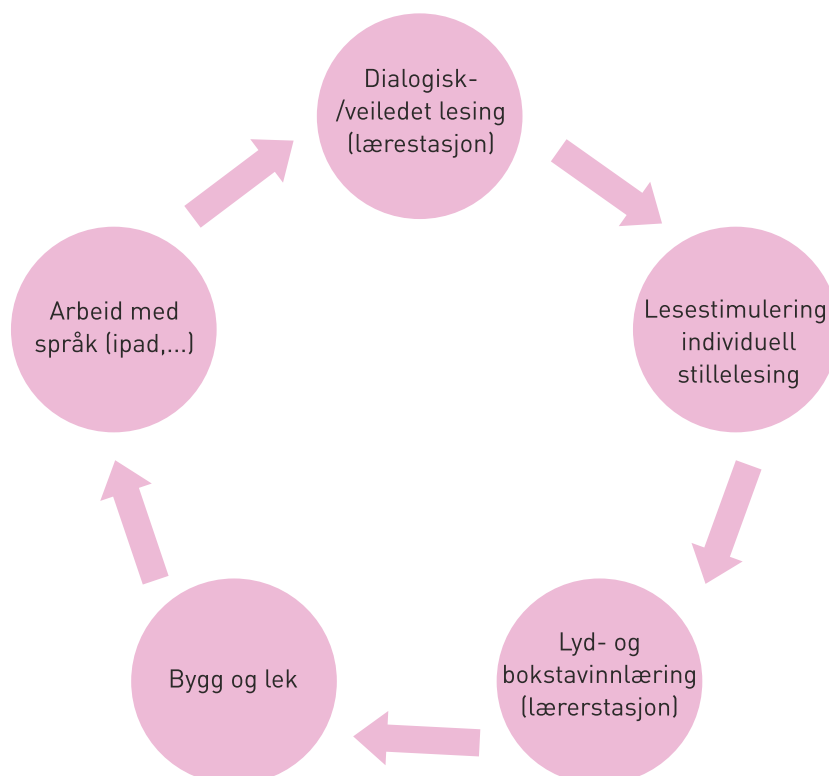 Dialogisk-
/veiledet lesing
(lærestasjon)
Lesestimulering
individuell
stillelesing
Lyd- og
bokstavinnlæring
(lærerstasjon)
Bygg og lek
Arbeid med
språk (ipad,...)